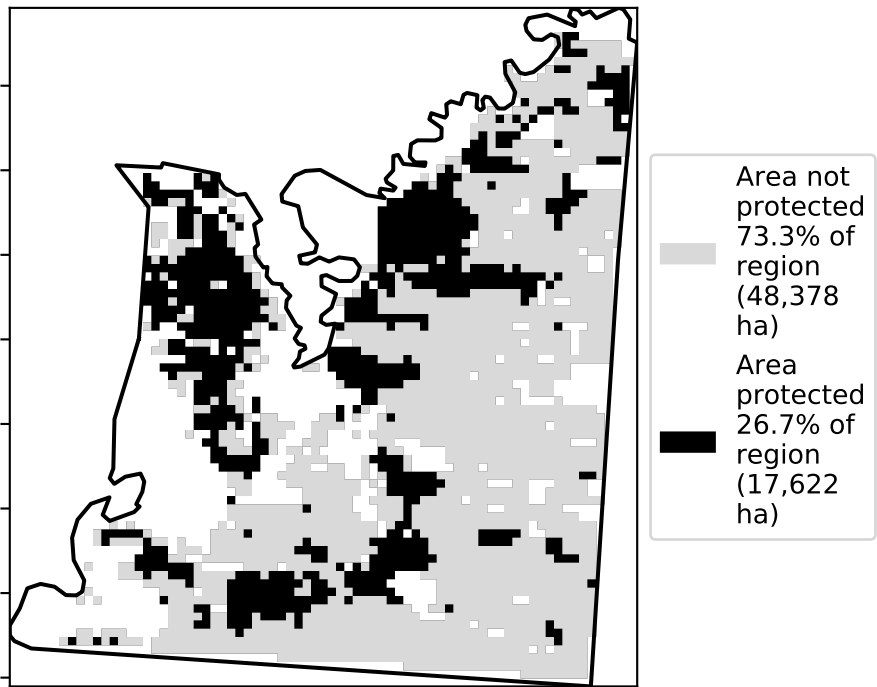 Area not
protected
73.3% of
region
(48,378
ha)
Area
protected
26.7% of
region
(17,622
ha)